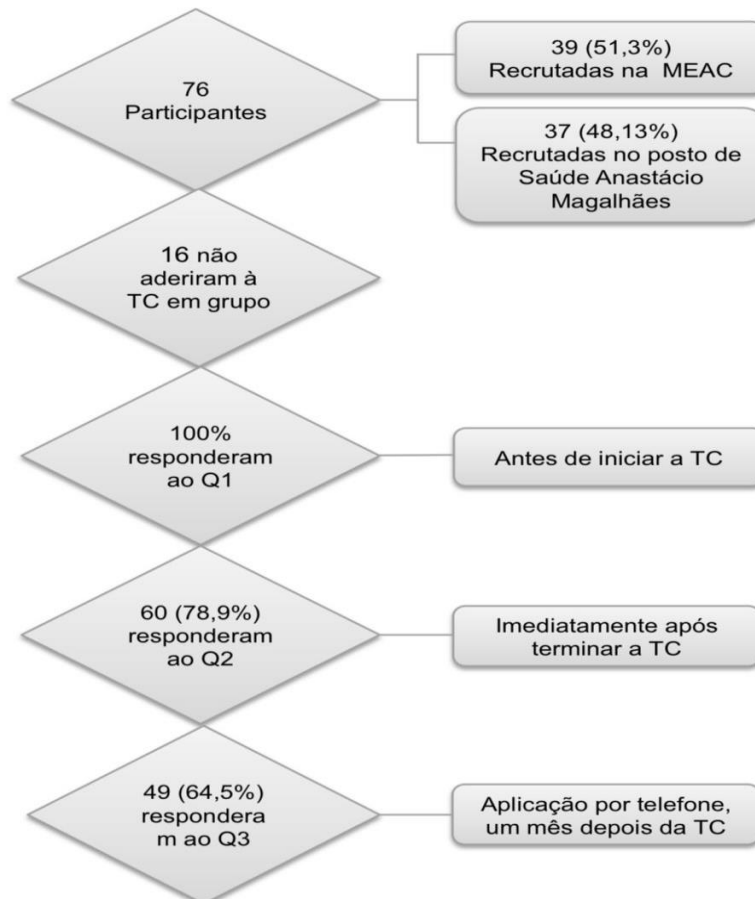 76
Participantes
39 (51,3%)
Recrutadas na MEAC
37 (48,13%)
Recrutadas no posto de
Saúde Anastácio
Magalhães
16 não
aderiram à
TC em grupo
100%
responderam
ao Q1
Antes de iniciar a TC
60 (78,9%)
responderam
ao Q2
Imediatamente após
terminar a TC
49 (64,5%)
respondera
m ao Q3
Aplicação por telefone,
um mês depois da TC